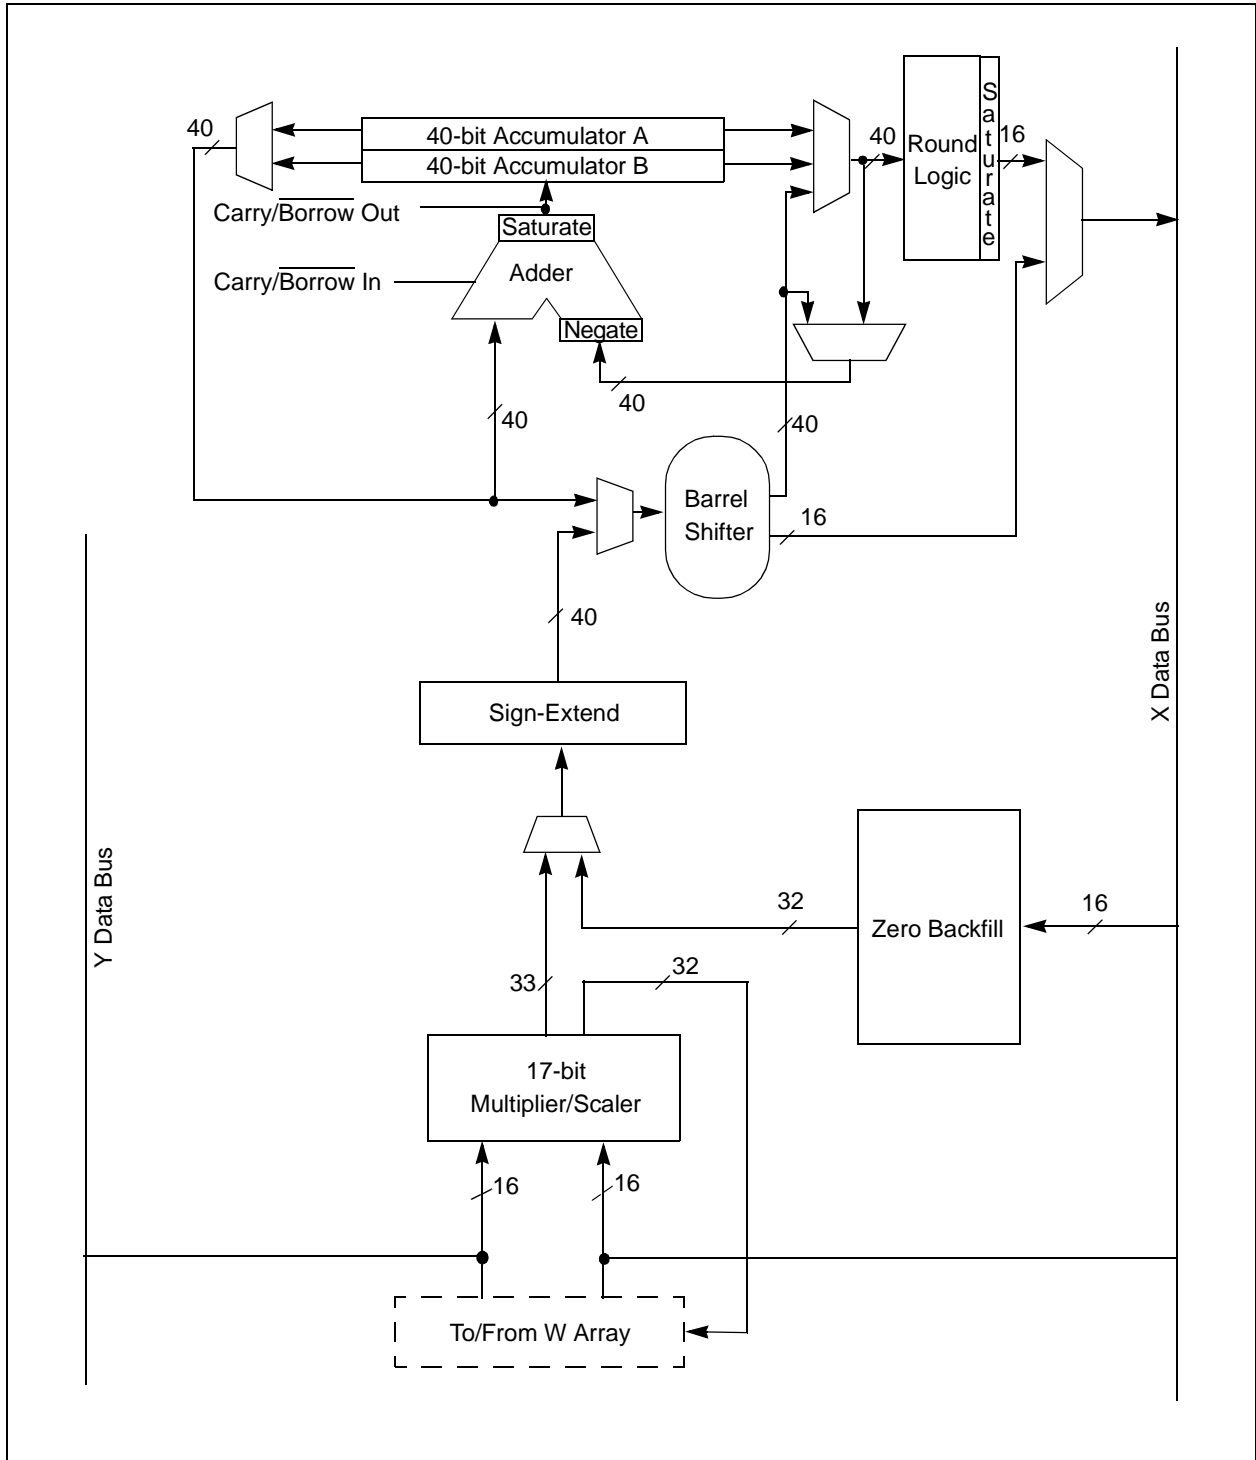 40
40-bit Accumulator A
40-bit Accumulator B
40
Round
Logic
Saturate
16
Carry/Borrow Out
Saturate
Carry/Borrow In
Adder
Negate
40
40
40
Barrel
Shifter
16
40
X Data Bus
Sign-Extend
Y Data Bus
32
Zero Backfill
16
33
32
17-bit
Multiplier/Scaler
16
16
To/From W Array